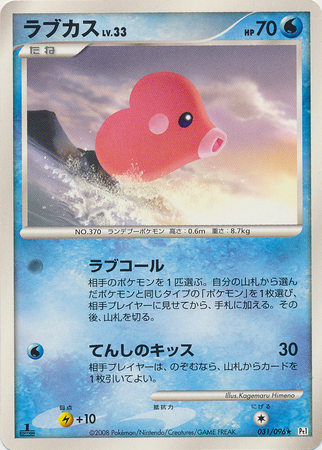 ラブカス LV.33 HP 70
たね
NO.370 ランデブーポケモン 高さ:0.6m 重さ:8.7kg
ラブコール
相手のポケモンを1匹選ぶ。自分の山札から選ん
だポケモンと同じタイプの「ポケモン」を1枚選び、
相手プレイヤーに見せてから、手札に加える。その
後、山札を切る。
てんしのキッス 30
相手プレイヤーは、のぞむなら、山札からカードを
1枚引いてよい。
Illus.Kagemaru Himeno
弱点 +10 抵抗力 にげる
1
©2008 Pokémon/Nintendo/Creatures/GAME FREAK. 031/096★ Pt1